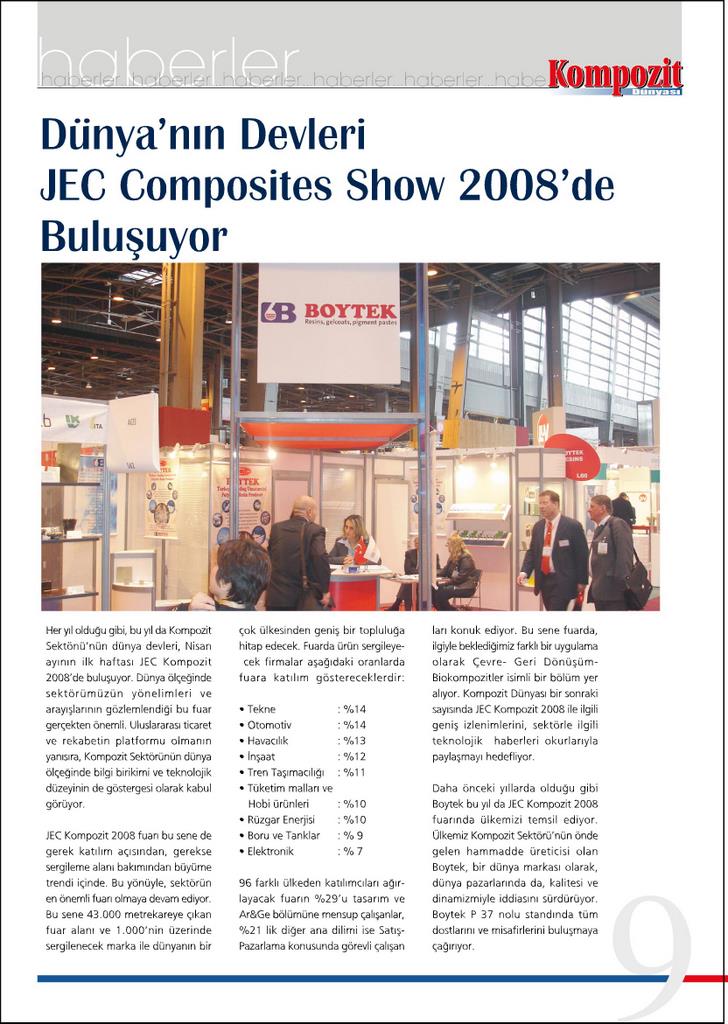 haberler
haberler...haberler...haberler...haberler...haberler...habe
Kompozit
Dünyası
Dünya'nın Devleri
JEC Composites Show 2008'de
Buluşuyor
BOYTEK
Resins, gelcoats, pigment pastes
BOYTEK
L60
Her yıl olduğu gibi, bu yıl da Kompozit
Sektönü'nün dünya devleri, Nisan
ayının ilk haftası JEC Kompozit
2008'de buluşuyor. Dünya ölçeğinde
sektörümüzün yönelimleri ve
arayışlarının gözlemlendiği bu fuar
gerçekten önemli. Uluslararası ticaret
ve rekabetin platformu olmanın
yanısıra, Kompozit Sektörünün dünya
ölçeğinde bilgi birikimi ve teknolojik
düzeyinin de göstergesi olarak kabul
görüyor.
JEC Kompozit 2008 fuarı bu sene de
gerek katılım açısından, gerekse
sergileme alanı bakımından büyüme
trendi içinde. Bu yönüyle, sektörün
en önemli fuarı olmaya devam ediyor.
Bu sene 43.000 metrekareye çıkan
fuar alanı ve 1.000'nin üzerinde
sergilenecek marka ile dünyanın bir
çok ülkesinden geniş bir topluluğa
hitap edecek. Fuarda ürün sergileye-
cek firmalar aşağıdaki oranlarda
fuara katılım göstereceklerdir:
• Tekne : %14
• Otomotiv : %14
• Havacılık : %13
• İnşaat : %12
• Tren Taşımacılığı : %11
• Tüketim malları ve
Hobi ürünleri : %10
• Rüzgar Enerjisi : %10
• Boru ve Tanklar : % 9
• Elektronik : % 7
96 farklı ülkeden katılımcıları ağır-
layacak fuarın %29'u tasarım ve
Ar&Ge bölümüne mensup çalışanlar,
%21 lik diğer ana dilimi ise Satış-
Pazarlama konusunda görevli çalışan
ları konuk ediyor. Bu sene fuarda,
ilgiyle beklediğimiz farklı bir uygulama
olarak Çevre- Geri Dönüşüm-
Biokompozitler isimli bir bölüm yer
alıyor. Kompozit Dünyası bir sonraki
sayısında JEC Kompozit 2008 ile ilgili
geniş izlenimlerini, sektörle ilgili
teknolojik haberleri okurlarıyla
paylaşmayı hedefliyor.
Daha önceki yıllarda olduğu gibi
Boytek bu yıl da JEC Kompozit 2008
fuarında ülkemizi temsil ediyor.
Ülkemiz Kompozit Sektörü'nün önde
gelen hammadde üreticisi olan
Boytek, bir dünya markası olarak,
dünya pazarlarında da, kalitesi ve
dinamizmiyle iddiasını sürdürüyor.
Boytek P 37 nolu standında tüm
dostlarını ve misafirlerini buluşmaya
çağırıyor.
9